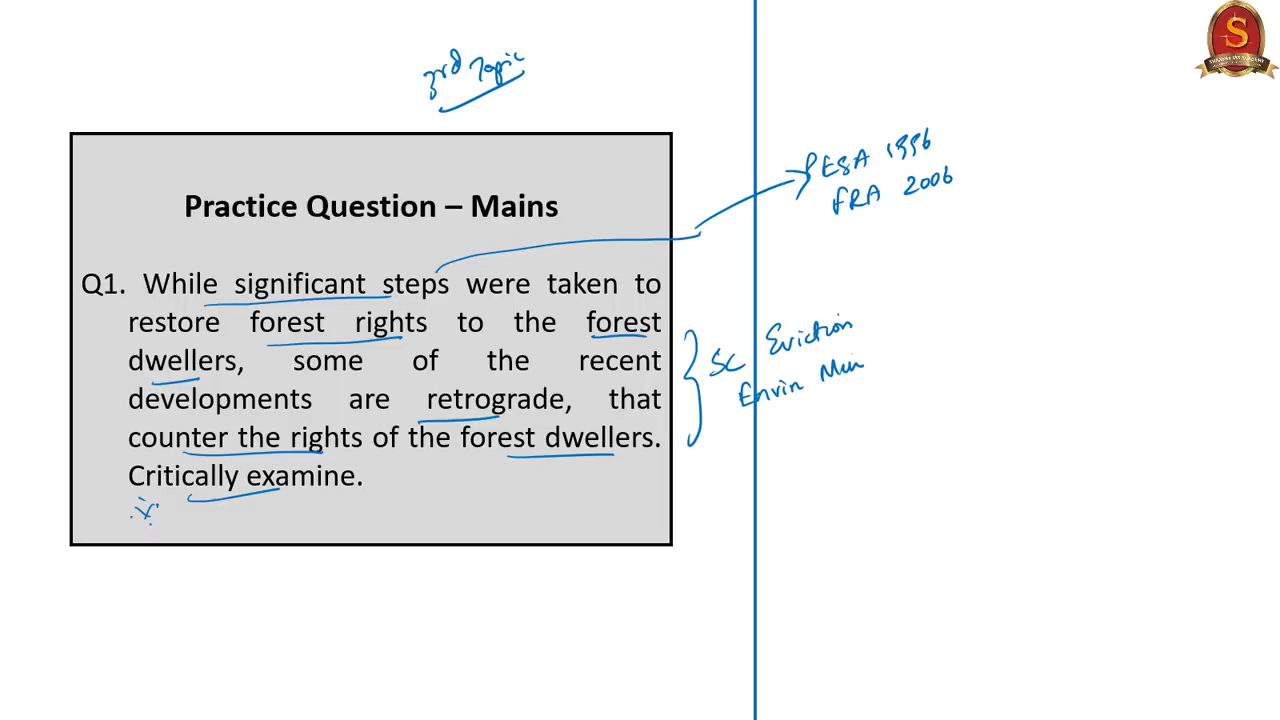 3rd Topic
Practice Question – Mains
Q1. While significant steps were taken to
restore forest rights to the forest
dwellers, some of the recent
developments are retrograde, that
counter the rights of the forest dwellers.
Critically examine.
PESA 1996
FRA 2006
SC Eviction
Envin Min
S